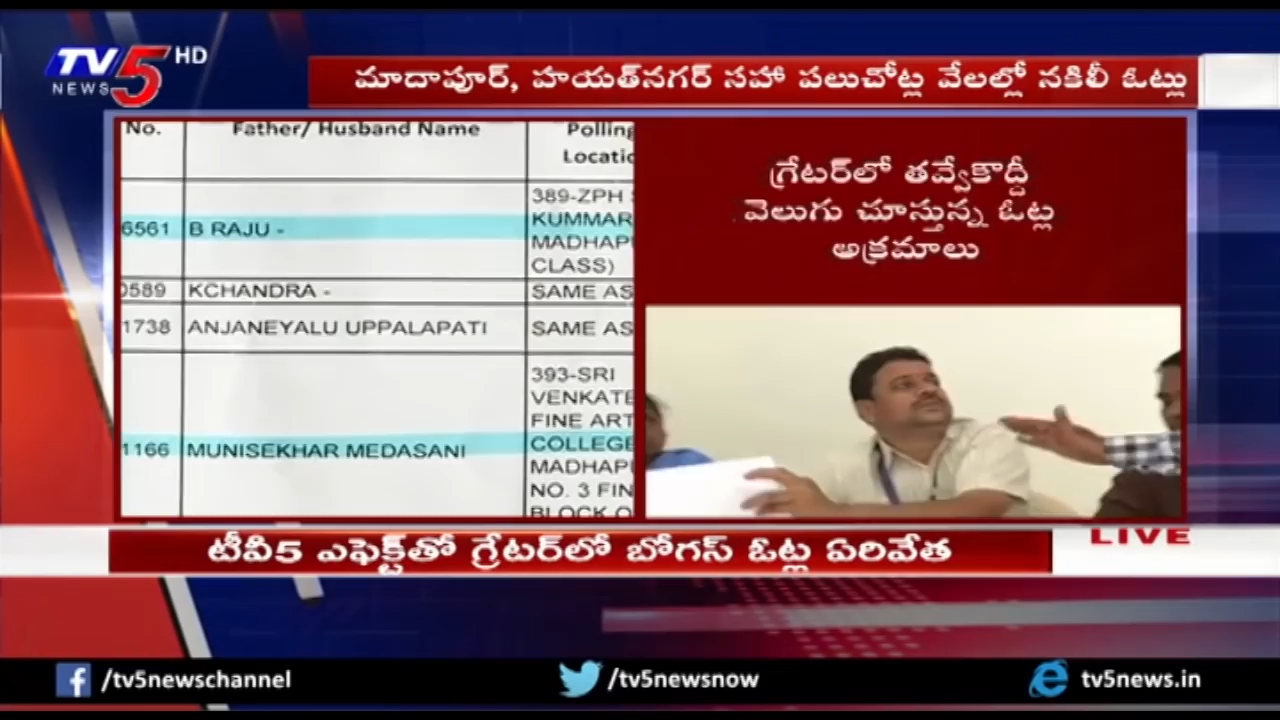 TV5 HD
NEWS
మాదాపూర్, హయత్‌నగర్ సహా పలుచోట్ల వేలల్లో నకిలీ ఓట్లు
No. Father/ Husband Name Polling
Locatio
6561 B RAJU - 389-ZPH
KUMMAR
MADHAP
CLASS)
0589 KCHANDRA - SAME AS
1738 ANJANEYALU UPPALAPATI SAME AS
1166 MUNISEKHAR MEDASANI 393-SRI
VENKATE
FINE ART
COLLEGE
MADHAP
NO. 3 FIN
BLOCK O
గ్రేటర్‌లో తవ్వేకొద్దీ
వెలుగు చూస్తున్న ఓట్ల
అక్రమాలు
టీవీ5 ఎఫెక్ట్‌తో గ్రేటర్‌లో బోగస్ ఓట్ల ఏరివేత
LIVE
/tv5newschannel /tv5newsnow tv5news.in